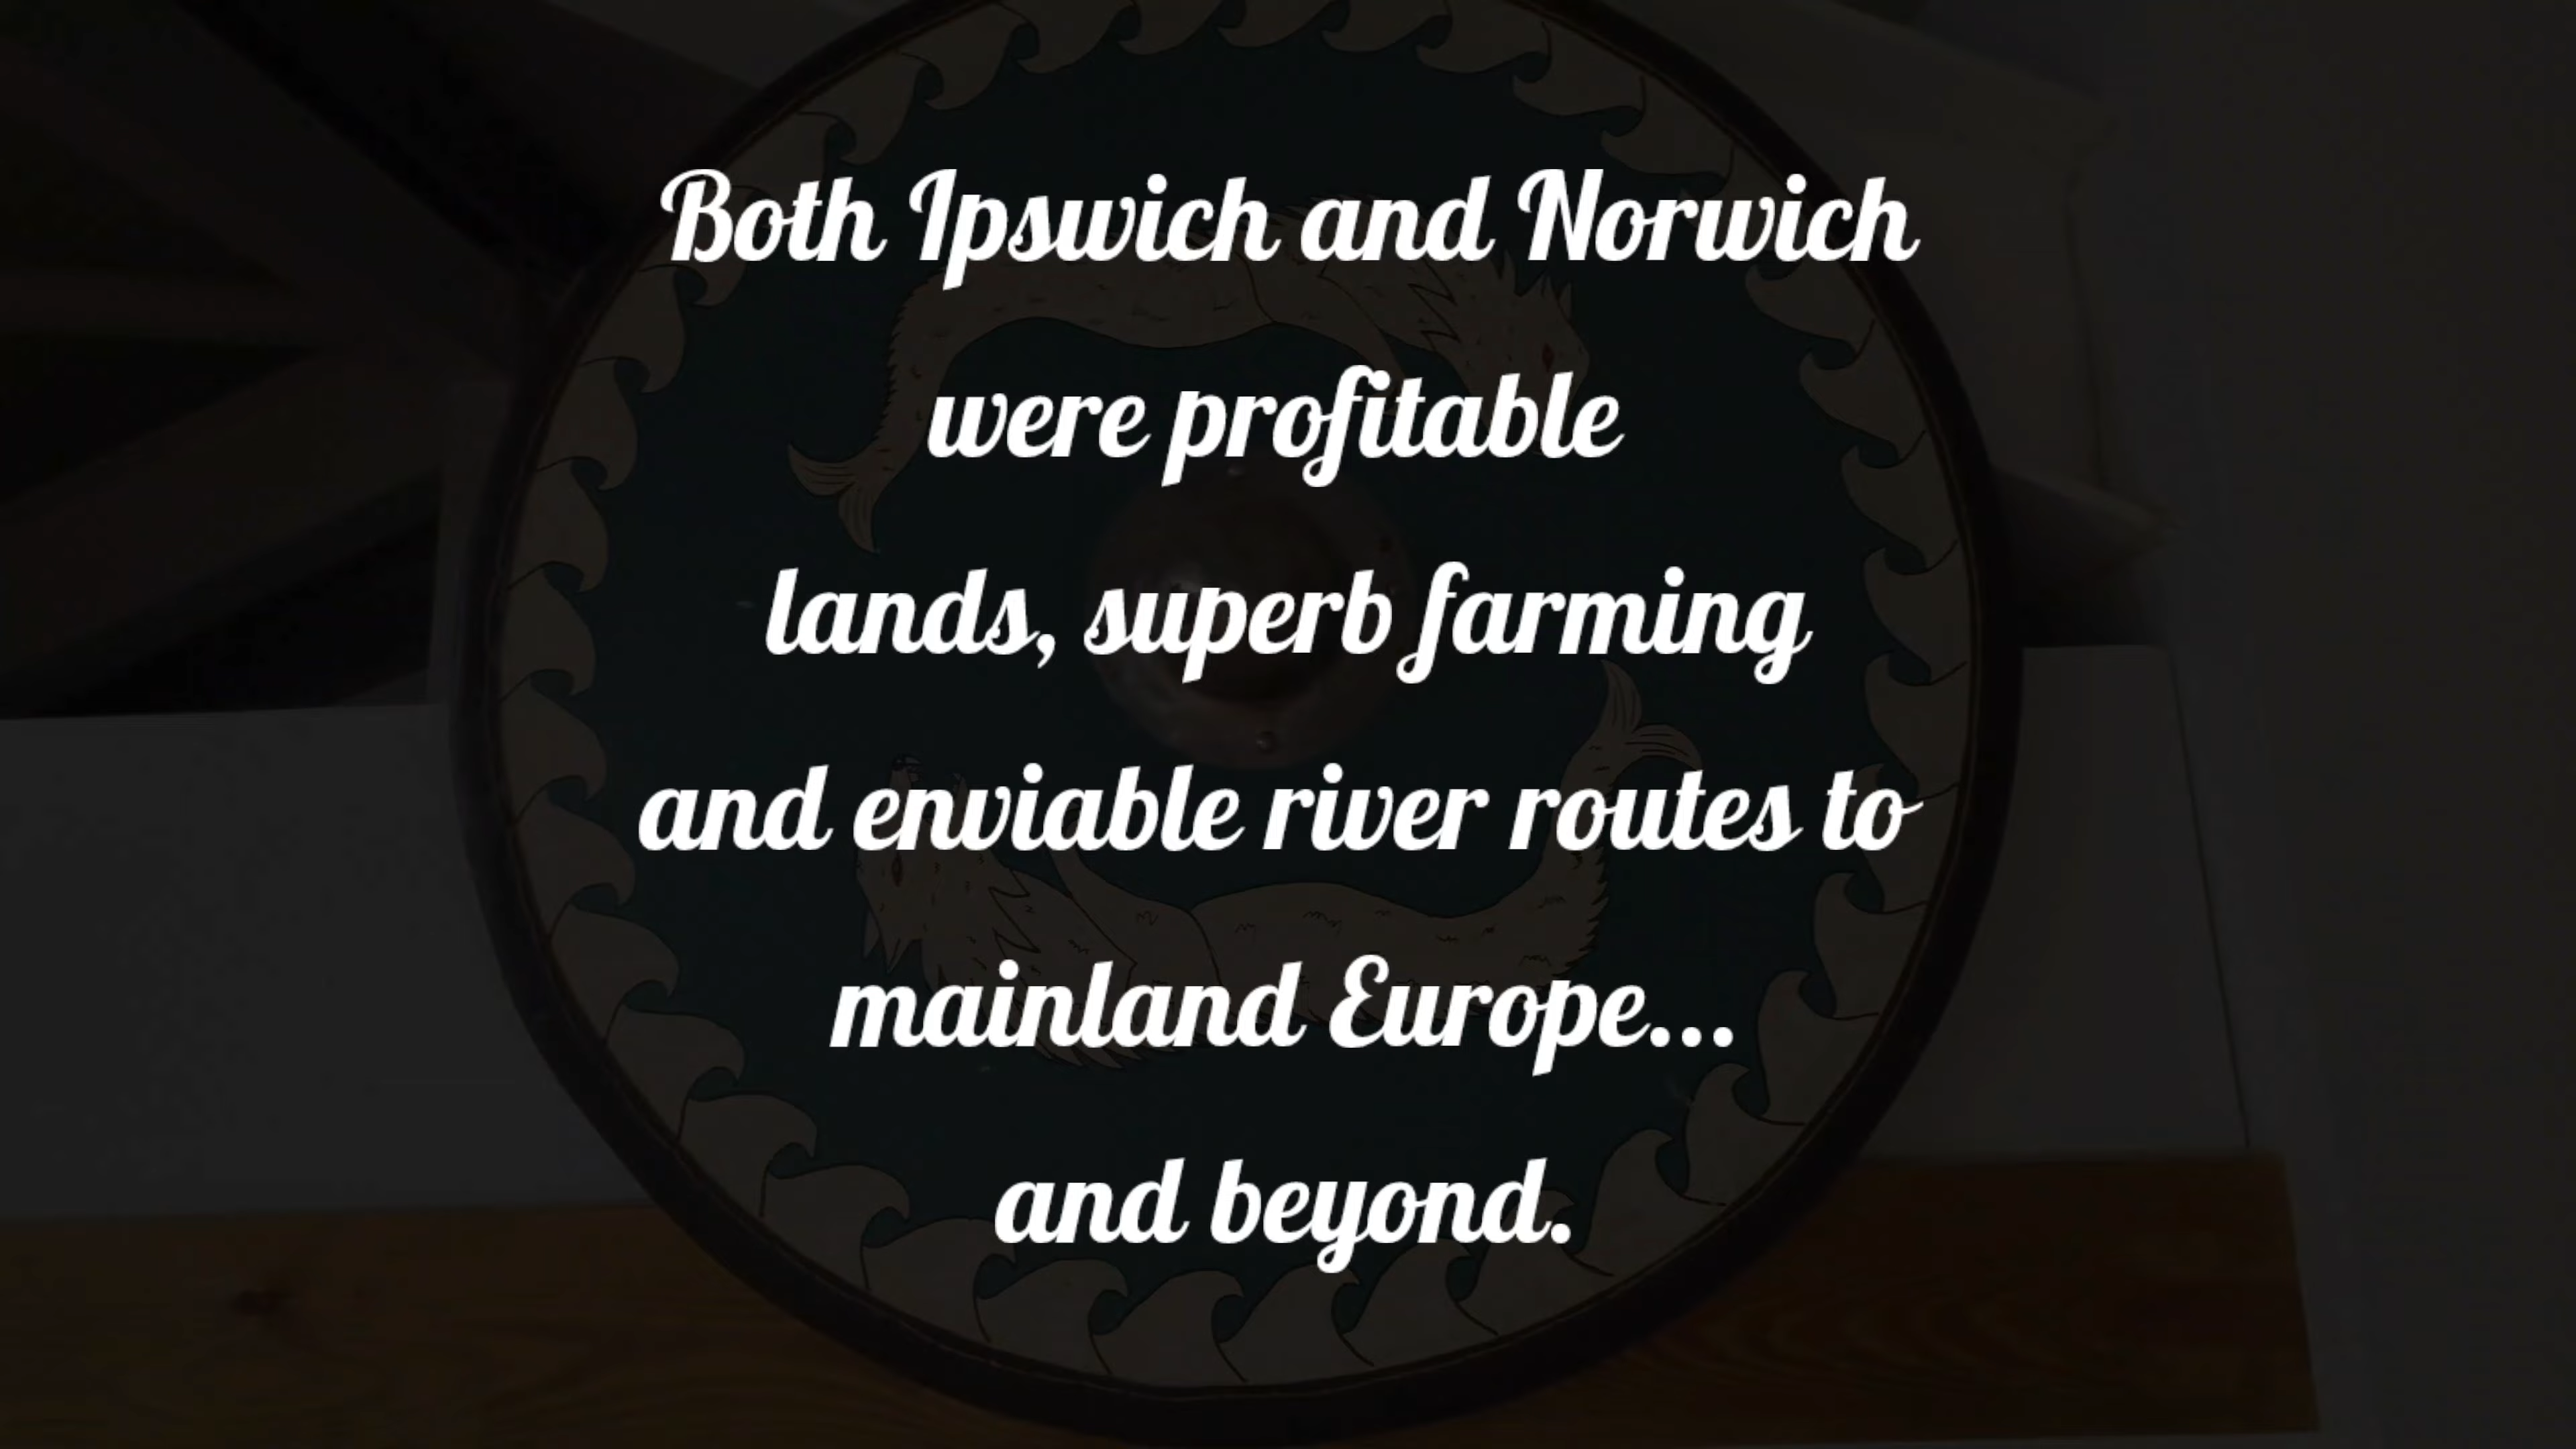 Both Ipswich and Norwich
were profitable
lands, superb farming
and enviable river routes to
mainland Europe...
and beyond.